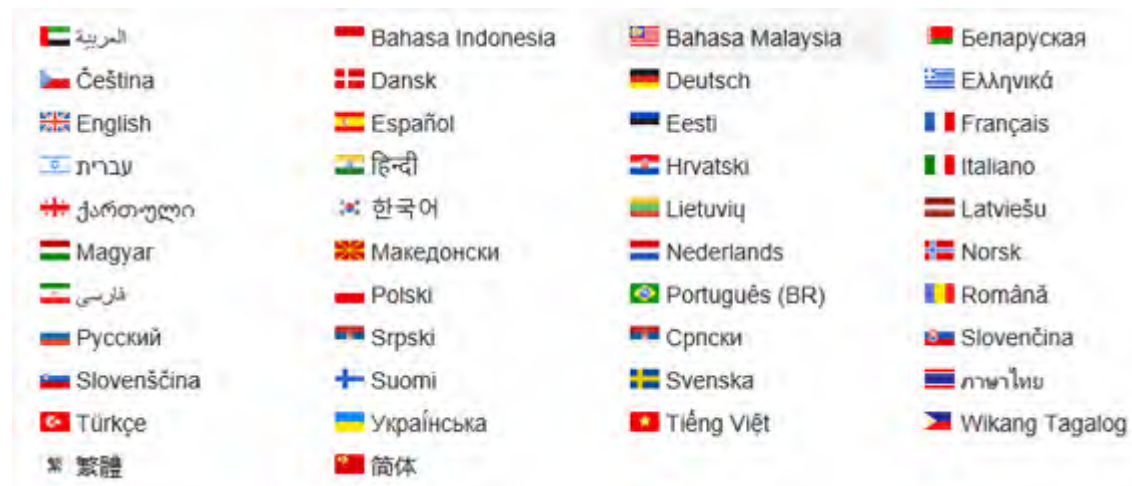 العربية Bahasa Indonesia Bahasa Malaysia Беларуская
Čeština Dansk Deutsch Ελληνικά
English Español Eesti Français
עברית हिन्दी Hrvatski Italiano
ქართული 한국어 Lietuvių Latviešu
Magyar Македонски Nederlands Norsk
فارسی Polski Português (BR) Română
Русский Srpski Српски Slovenčina
Slovenščina Suomi Svenska ภาษาไทย
Türkçe Українська Tiếng Việt Wikang Tagalog
繁 繁體 简体